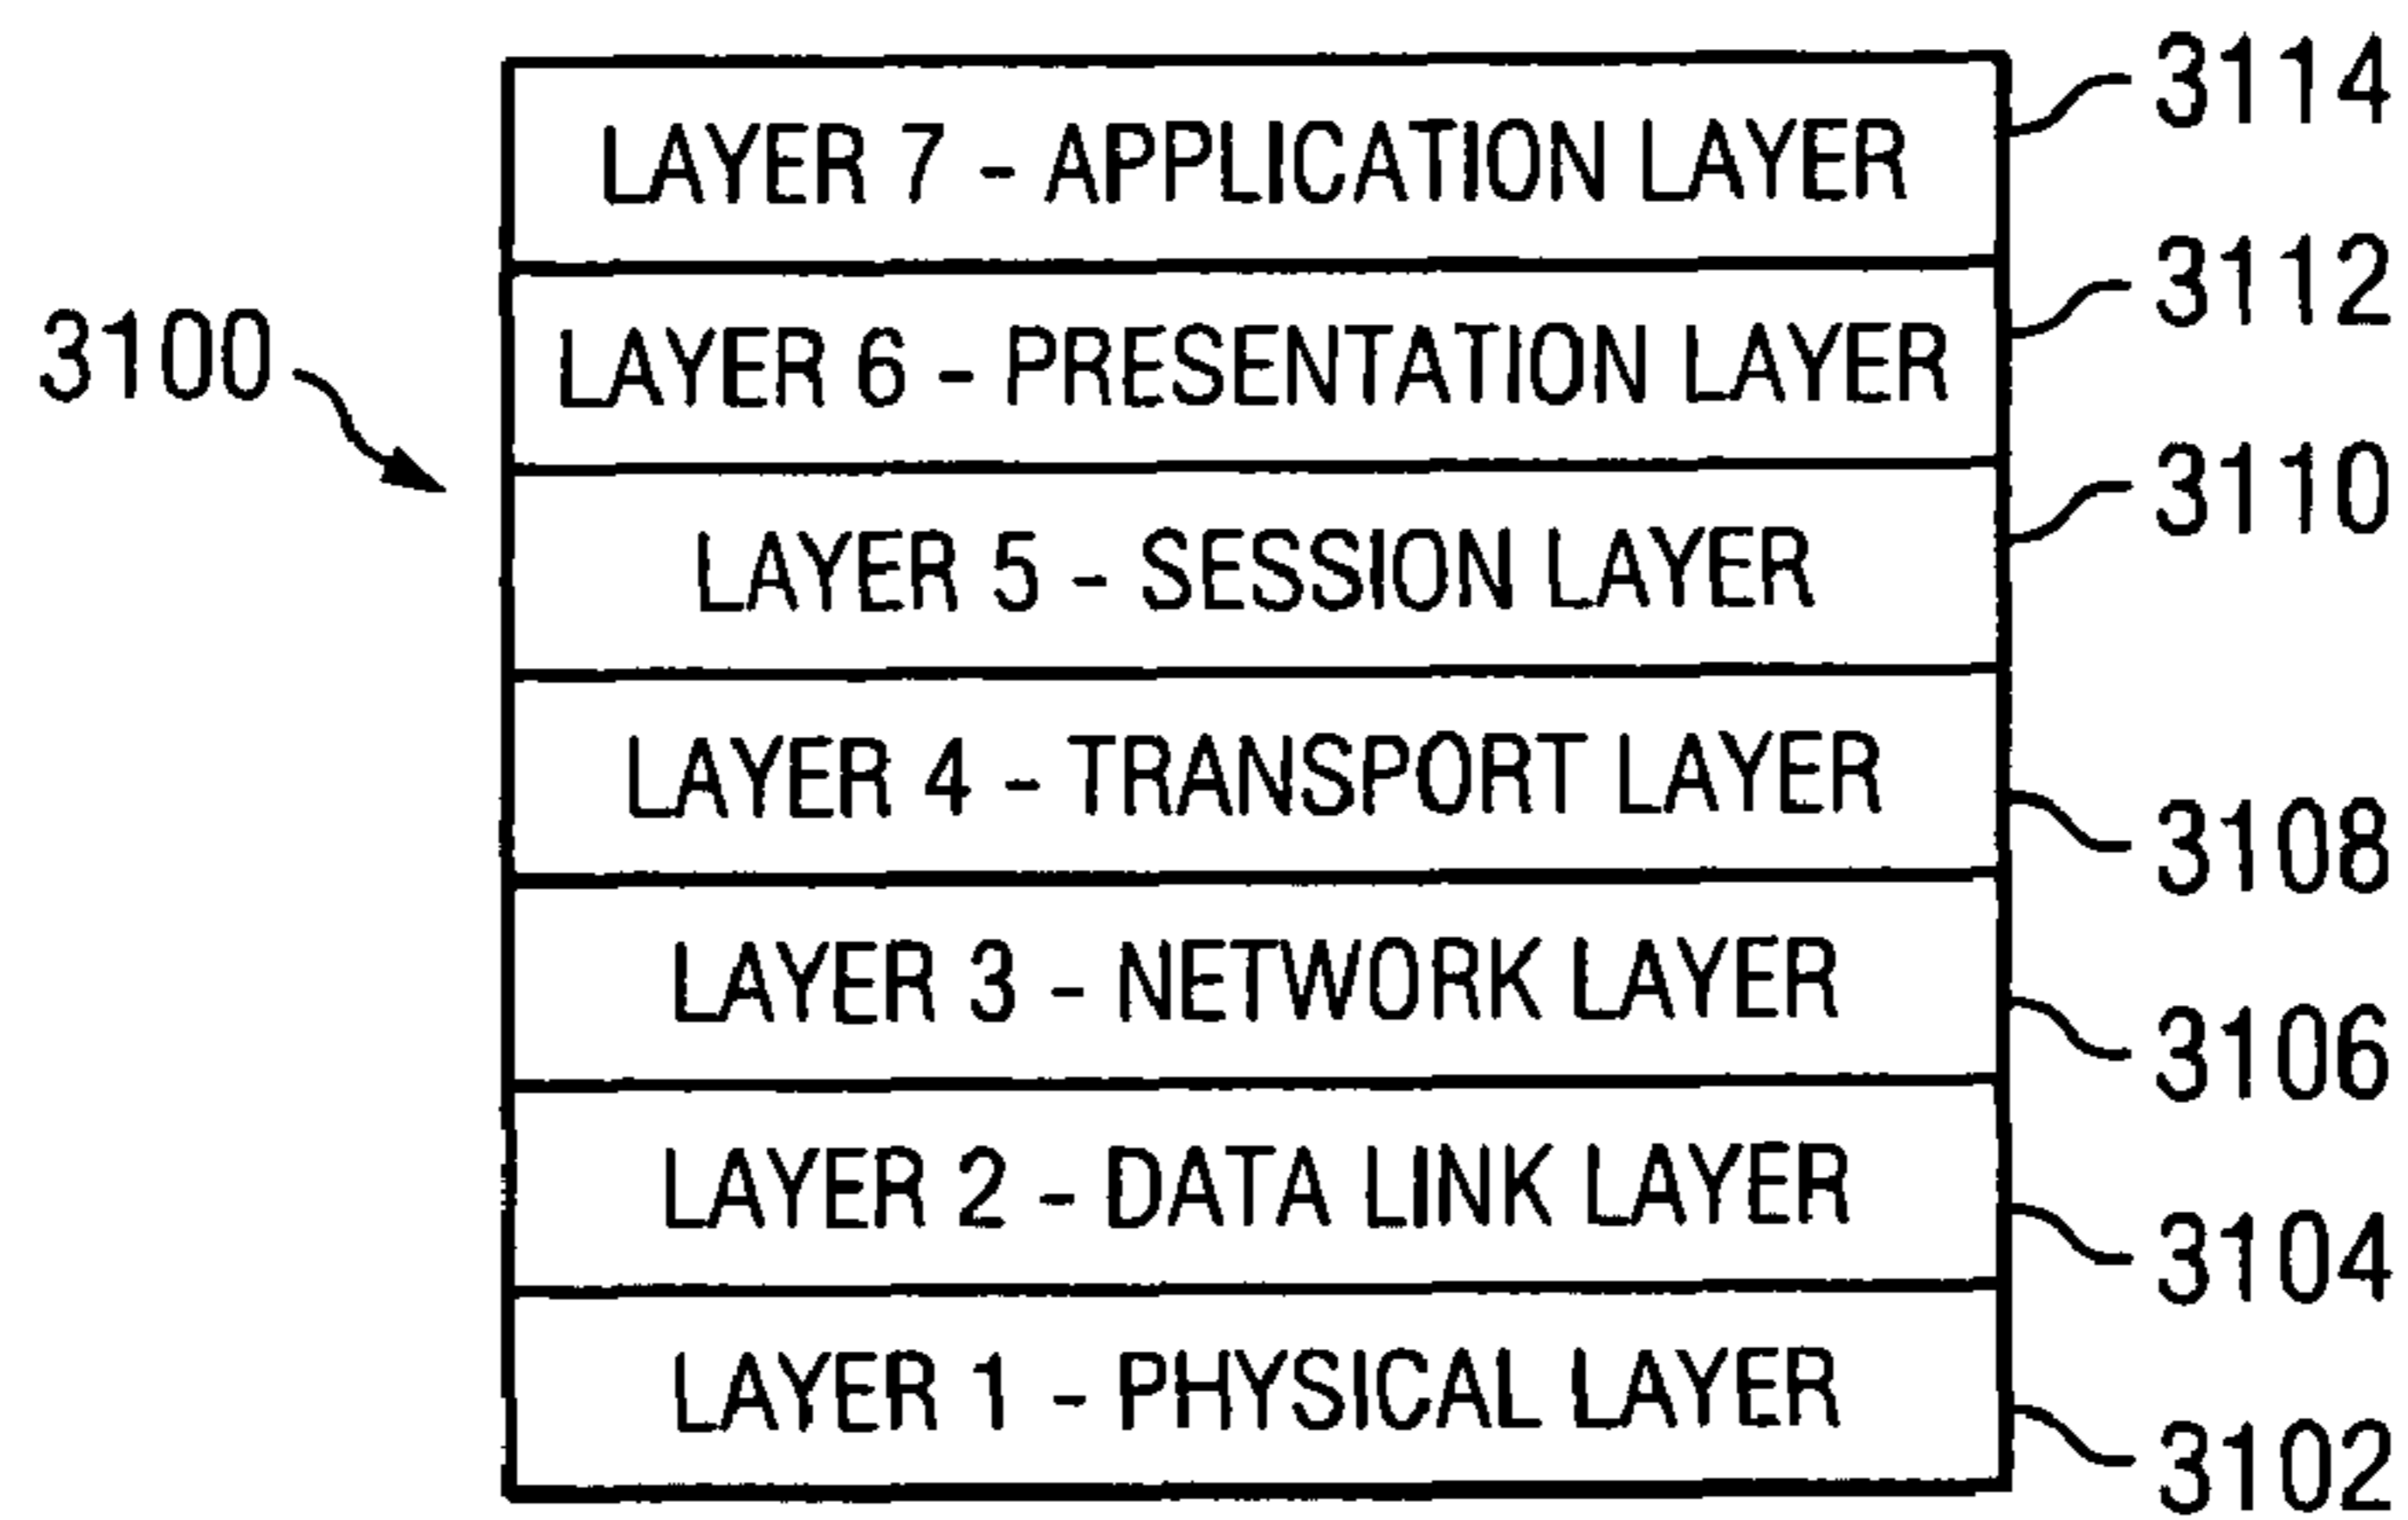 3114
LAYER 7 - APPLICATION LAYER
3112
LAYER 6 - PRESENTATION LAYER
3100
3110
LAYER 5 - SESSION LAYER
LAYER 4 - TRANSPORT LAYER
3108
LAYER 3 - NETWORK LAYER
3106
LAYER 2 - DATA LINK LAYER
3104
LAYER 1 - PHYSICAL LAYER
3102